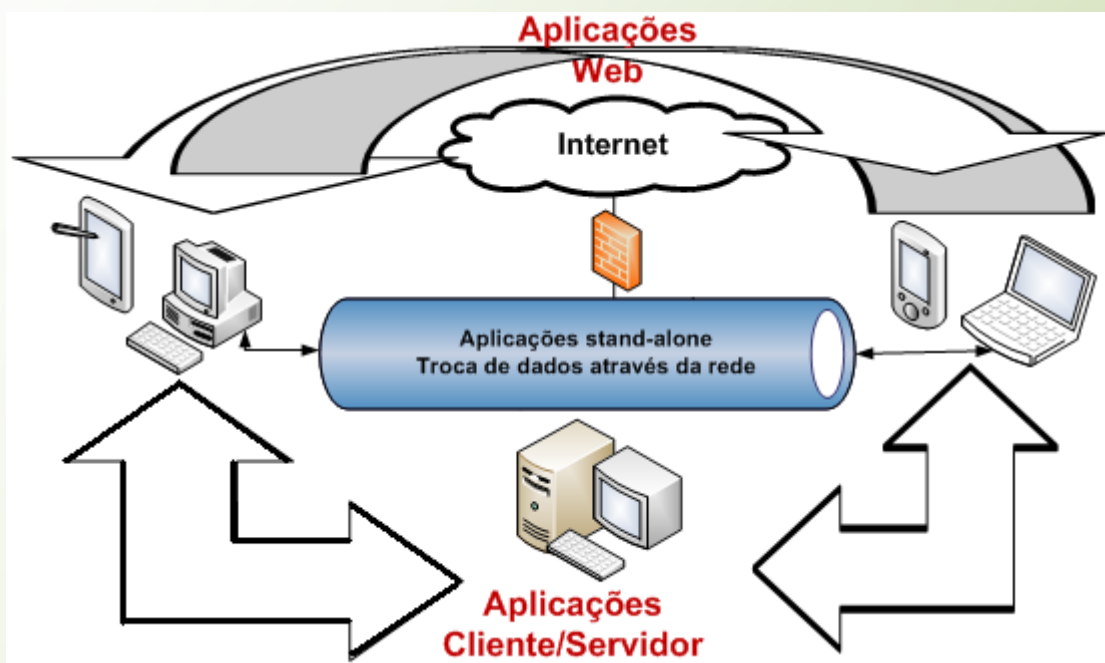 Aplicações
Web
Internet
Aplicações stand-alone
Troca de dados através da rede
Aplicações
Cliente/Servidor